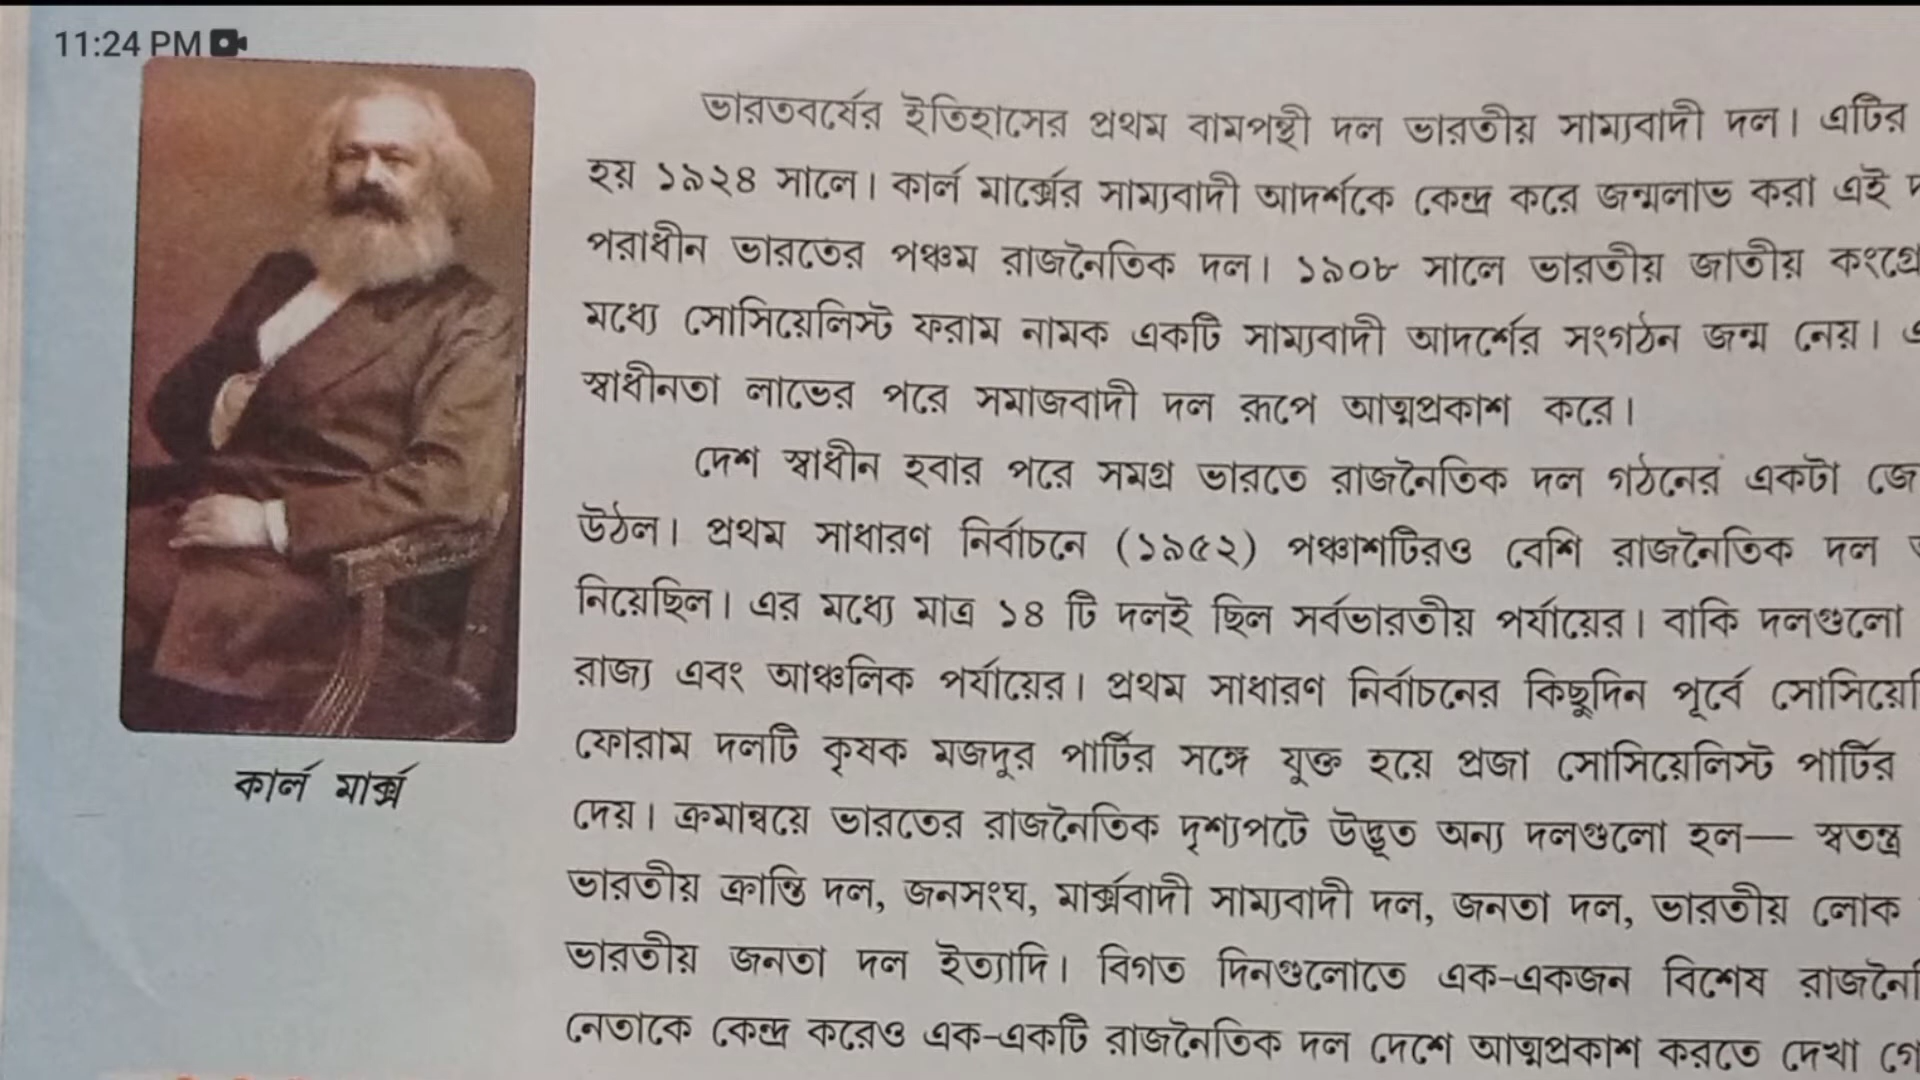 11:24 PM
ভারতবর্ষের ইতিহাসের প্রথম বামপন্থী দল ভারতীয় সাম্যবাদী দল। এটির
হয় ১৯২৪ সালে। কার্ল মার্ক্সের সাম্যবাদী আদর্শকে কেন্দ্র করে জন্মলাভ করা এই
পরাধীন ভারতের পঞ্চম রাজনৈতিক দল। ১৯০৮ সালে ভারতীয় জাতীয়
মধ্যে সোসিয়েলিস্ট ফরাম নামক একটি সাম্যবাদী আদর্শের সংগঠন জন্ম নেয়।
স্বাধীনতা লাভের পরে সমাজবাদী দল রূপে আত্মপ্রকাশ করে।
দেশ স্বাধীন হবার পরে সমগ্র ভারতে রাজনৈতিক দল গঠনের একটা
উঠল। প্রথম সাধারণ নির্বাচনে (১৯৫২) পঞ্চাশটিরও বেশি রাজনৈতিক দল
নিয়েছিল। এর মধ্যে মাত্র ১৪ টি দলই ছিল সর্বভারতীয় পর্যায়ের। বাকি দলগুলো
রাজ্য এবং আঞ্চলিক পর্যায়ের। প্রথম সাধারণ নির্বাচনের কিছুদিন পূর্বে
ফোরাম দলটি কৃষক মজদুর পার্টির সঙ্গে যুক্ত হয়ে প্রজা সোসিয়েলিস্ট পার্টির
দেয়। ক্রমান্বয়ে ভারতের রাজনৈতিক দৃশ্যপটে উদ্ভূত অন্য দলগুলো হল— স্বতন্ত্র
ভারতীয় ক্রান্তি দল, জনসংঘ, মার্ক্সবাদী সাম্যবাদী দল, জনতা দল, ভারতীয় লোক
ভারতীয় জনতা দল ইত্যাদি। বিগত দিনগুলোতে এক-একজন বিশেষ
নেতাকে কেন্দ্র করেও এক-একটি রাজনৈতিক দল দেশে আত্মপ্রকাশ করতে দেখা
কার্ল মার্ক্স